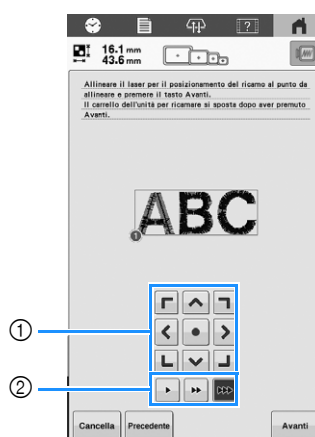 16.1 mm
43.6 mm
Allineare il laser per il posizionamento del ricamo al punto da
allineare e premere il tasto Avanti.
Il carrello dell'unità per ricamare si sposta dopo aver premuto
Avanti.
ABC
1
①
②
Cancella Precedente Avanti